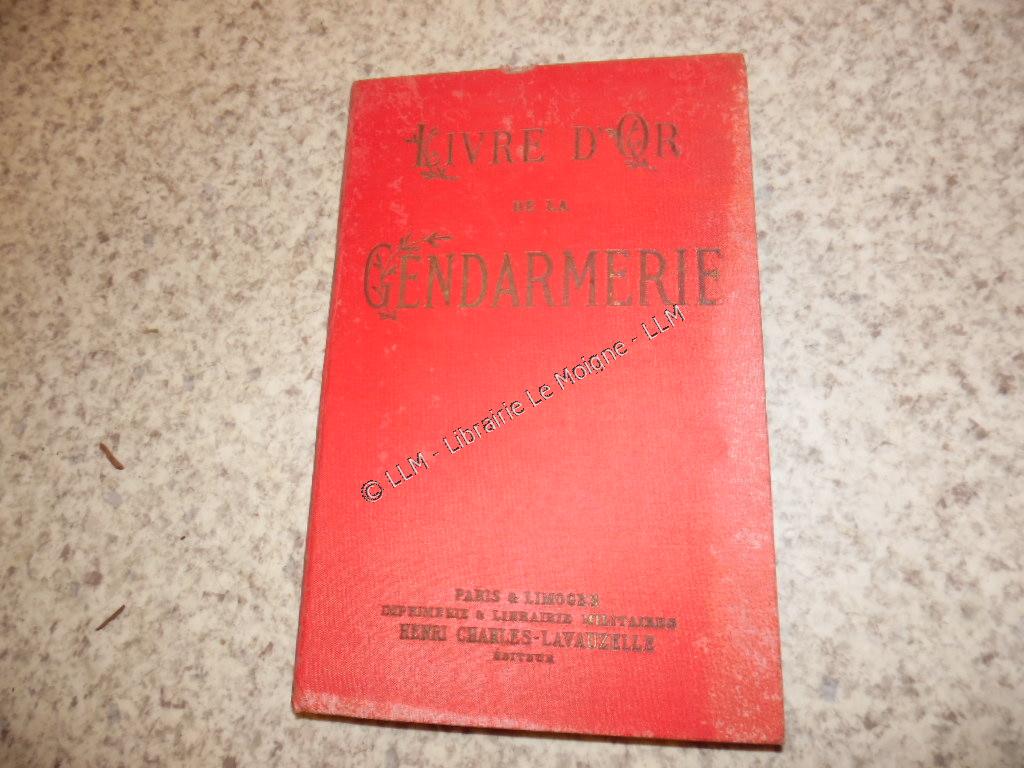 LIVRE D'OR
DE LA
GENDARMERIE
© LLM - Librairie Le Moigne - LLM
PARIS & LIMOGES
IMPRIMERIE & LIBRAIRIE MILITAIRES
HENRI CHARLES-LAVAUZELLE
ÉDITEUR